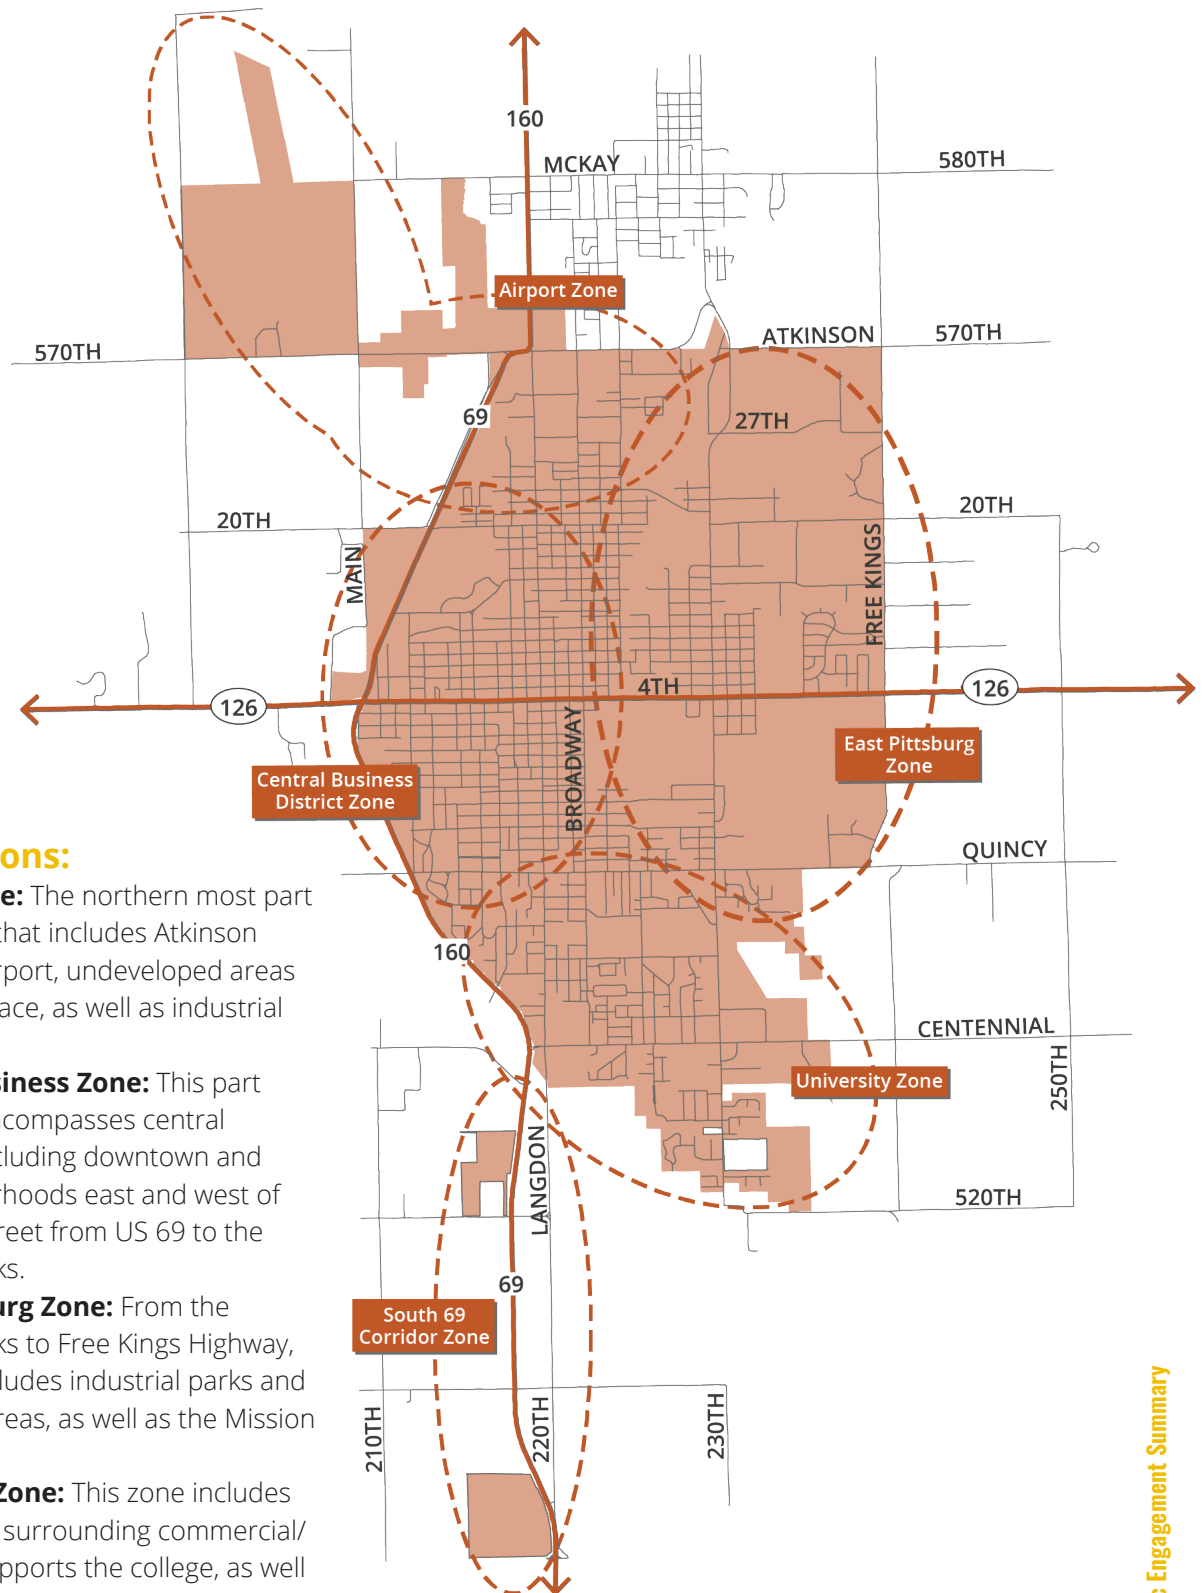 160
MCKAY
580TH
Airport Zone
ATKINSON
570TH
570TH
69
27TH
20TH
20TH
MAIN
FREE KINGS
4TH
126
126
BROADWAY
East Pittsburg
Zone
Central Business
District Zone
QUINCY
160
CENTENNIAL
University Zone
250TH
LANGDON
520TH
69
South 69
Corridor Zone
210TH
220TH
230TH
ons:
e: The northern most part
that includes Atkinson
rport, undeveloped areas
ace, as well as industrial
siness Zone: This part
ncompasses central
cluding downtown and
rhoods east and west of
reet from US 69 to the
ks.
urg Zone: From the
ks to Free Kings Highway,
ludes industrial parks and
reas, as well as the Mission
Zone: This zone includes
surrounding commercial/
pports the college, as well
c Engagement Summary